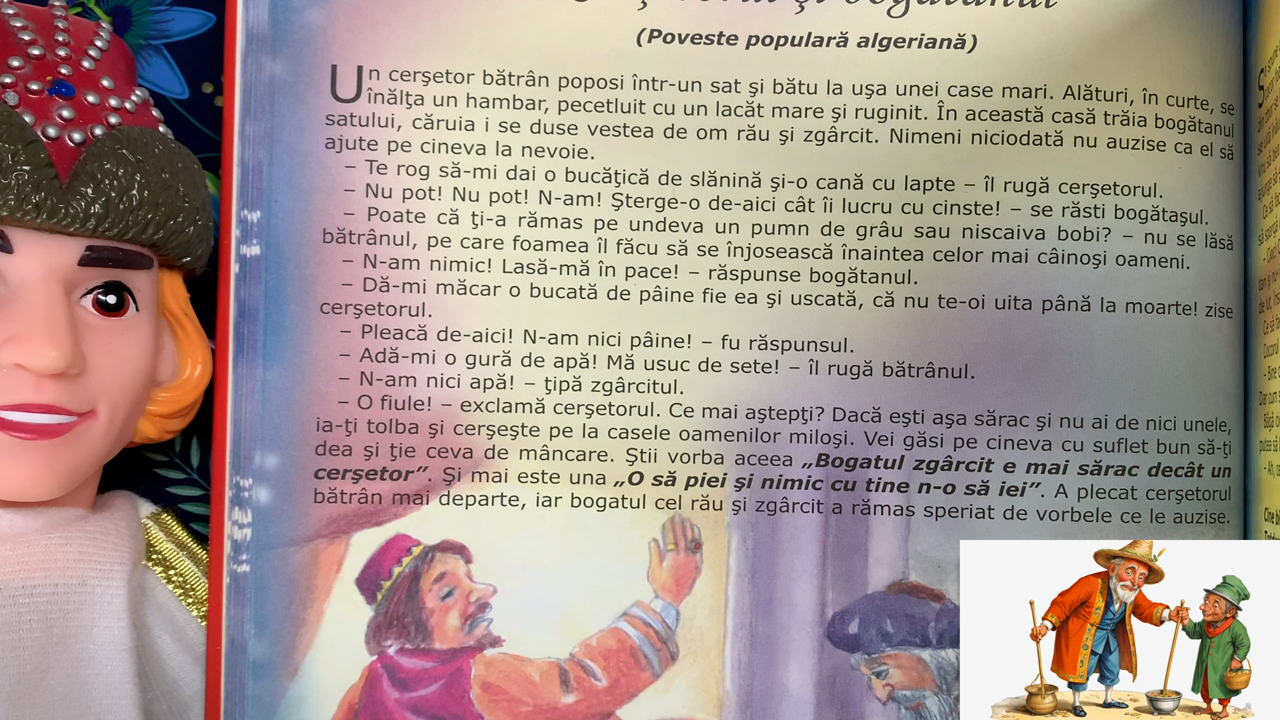 şi bogătanul
(Poveste populară algeriană)
Un cerşetor bătrân poposi într-un sat şi bătu la uşa unei case mari. Alături, în curte, se
înălţa un hambar, pecetluit cu un lacăt mare şi ruginit. În această casă trăia bogătanul
satului, căruia i se duse vestea de om rău şi zgârcit. Nimeni niciodată nu auzise ca el să
ajute pe cineva la nevoie.
– Te rog să-mi dai o bucăţică de slănină şi-o cană cu lapte – îl rugă cerşetorul.
– Nu pot! Nu pot! N-am! Şterge-o de-aici cât îi lucru cu cinste! – se răsti bogătaşul.
– Poate că ţi-a rămas pe undeva un pumn de grâu sau niscaiva bobi? – nu se lăsă
bătrânul, pe care foamea îl făcu să se înjosească înaintea celor mai câinoşi oameni.
– N-am nimic! Lasă-mă în pace! – răspunse bogătanul.
– Dă-mi măcar o bucată de pâine fie ea şi uscată, că nu te-oi uita până la moarte! zise
cerşetorul.
– Pleacă de-aici! N-am nici pâine! – fu răspunsul.
– Adă-mi o gură de apă! Mă usuc de sete! – îl rugă bătrânul.
– N-am nici apă! – ţipă zgârcitul.
– O fiule! – exclamă cerşetorul. Ce mai aştepţi? Dacă eşti aşa sărac şi nu ai de nici unele,
ia-ţi tolba şi cerşeşte pe la casele oamenilor miloşi. Vei găsi pe cineva cu suflet bun să-ţi
dea şi ţie ceva de mâncare. Ştii vorba aceea „Bogatul zgârcit e mai sărac decât un
cerşetor”. Şi mai este una „O să piei şi nimic cu tine n-o să iei”. A plecat cerşetorul
bătrân mai departe, iar bogatul cel rău şi zgârcit a rămas speriat de vorbele ce le auzise.